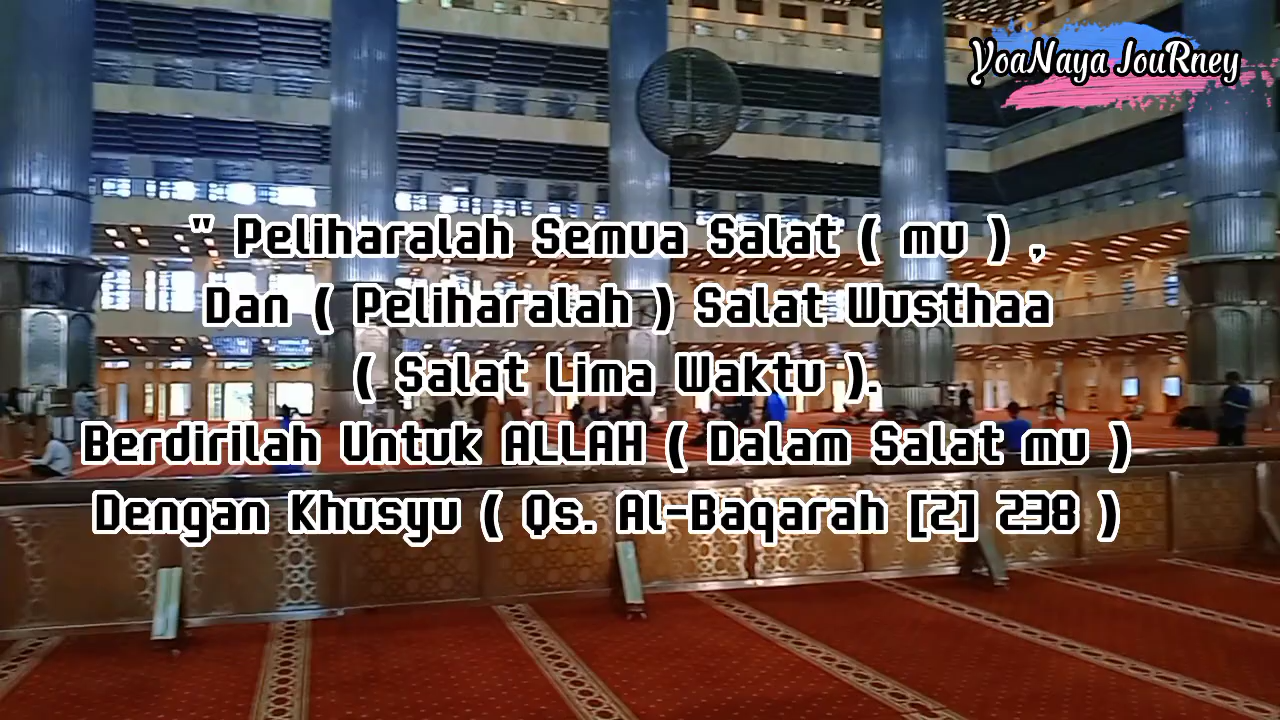 YoaNaya JouRney
" Peliharalah Semua Salat ( mu ) ,
Dan ( Peliharalah ) Salat Wusthaa
( Salat Lima Waktu ).
Berdirilah Untuk ALLAH ( Dalam Salat mu )
Dengan Khusyu ( Qs. Al-Baqarah [2] 238 )